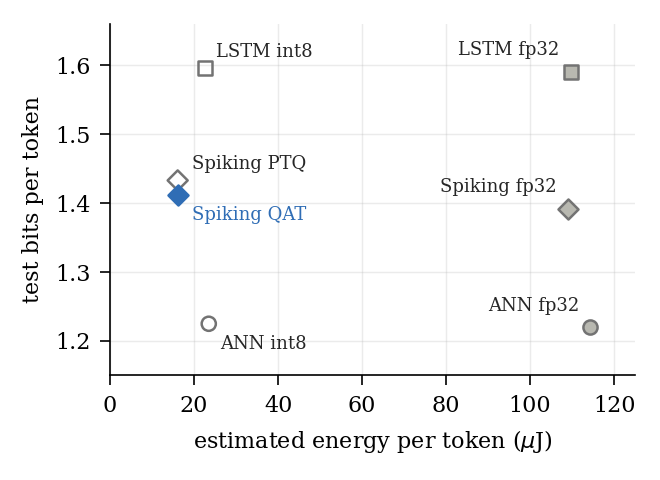 LSTM int8
LSTM fp32
1.6
1.5
Spiking PTQ
Spiking fp32
1.4
Spiking QAT
1.3
ANN fp32
1.2
ANN int8
test bits per token
0 20 40 60 80 100 120
estimated energy per token (μJ)